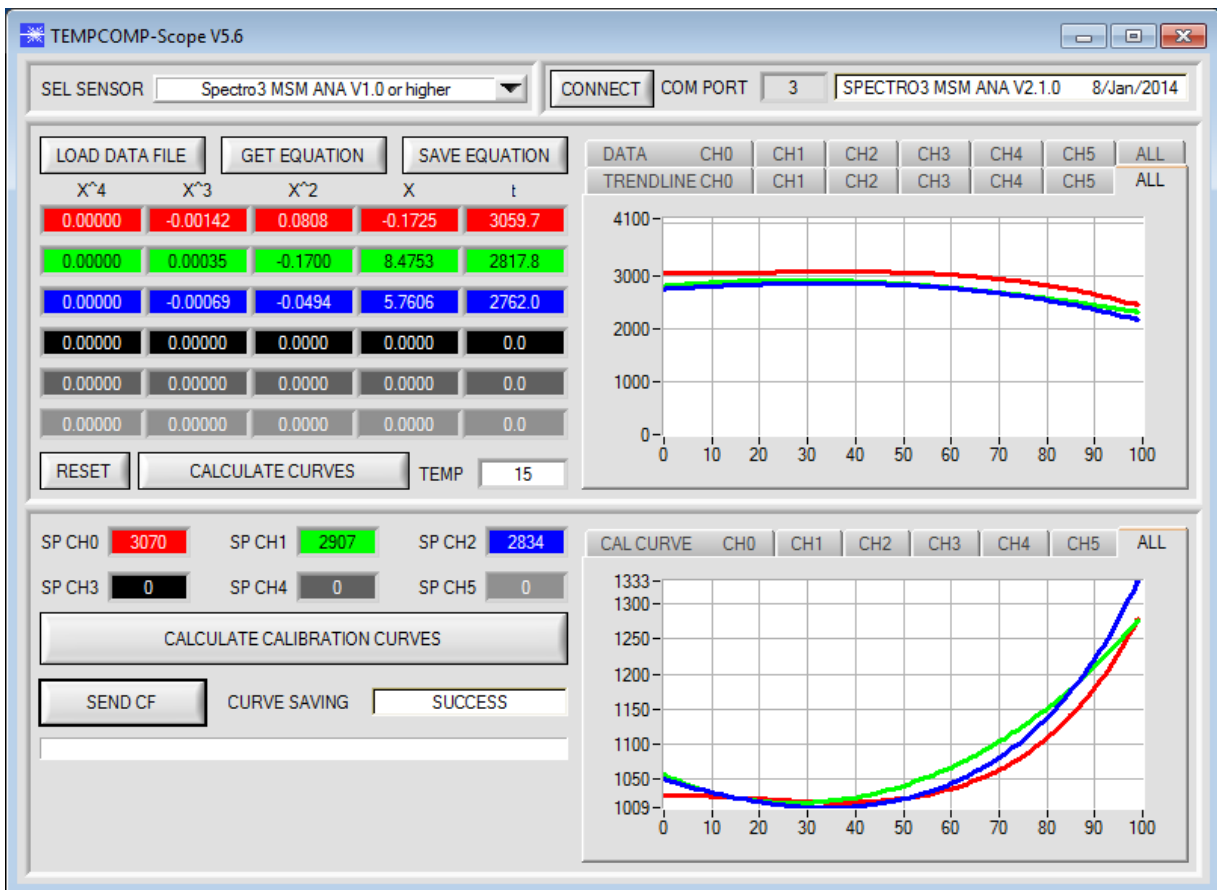 TEMPCOMP-Scope V5.6
SEL SENSOR Spectro3 MSM ANA V1.0 or higher CONNECT COM PORT 3 SPECTRO3 MSM ANA V2.1.0 8/Jan/2014
LOAD DATA FILE GET EQUATION SAVE EQUATION
X^4 X^3 X^2 X t
0.00000 -0.00142 0.0808 -0.1725 3059.7
0.00000 0.00035 -0.1700 8.4753 2817.8
0.00000 -0.00069 -0.0494 5.7606 2762.0
0.00000 0.00000 0.0000 0.0000 0.0
0.00000 0.00000 0.0000 0.0000 0.0
0.00000 0.00000 0.0000 0.0000 0.0
RESET CALCULATE CURVES TEMP 15
DATA CH0 CH1 CH2 CH3 CH4 CH5 ALL
TRENDLINE CH0 CH1 CH2 CH3 CH4 CH5 ALL
4100
3000
2000
1000
0
0 10 20 30 40 50 60 70 80 90 100
SP CH0 3070 SP CH1 2907 SP CH2 2834
SP CH3 0 SP CH4 0 SP CH5 0
CALCULATE CALIBRATION CURVES
SEND CF CURVE SAVING SUCCESS
CAL CURVE CH0 CH1 CH2 CH3 CH4 CH5 ALL
1333
1300
1250
1200
1150
1100
1050
1009
0 10 20 30 40 50 60 70 80 90 100